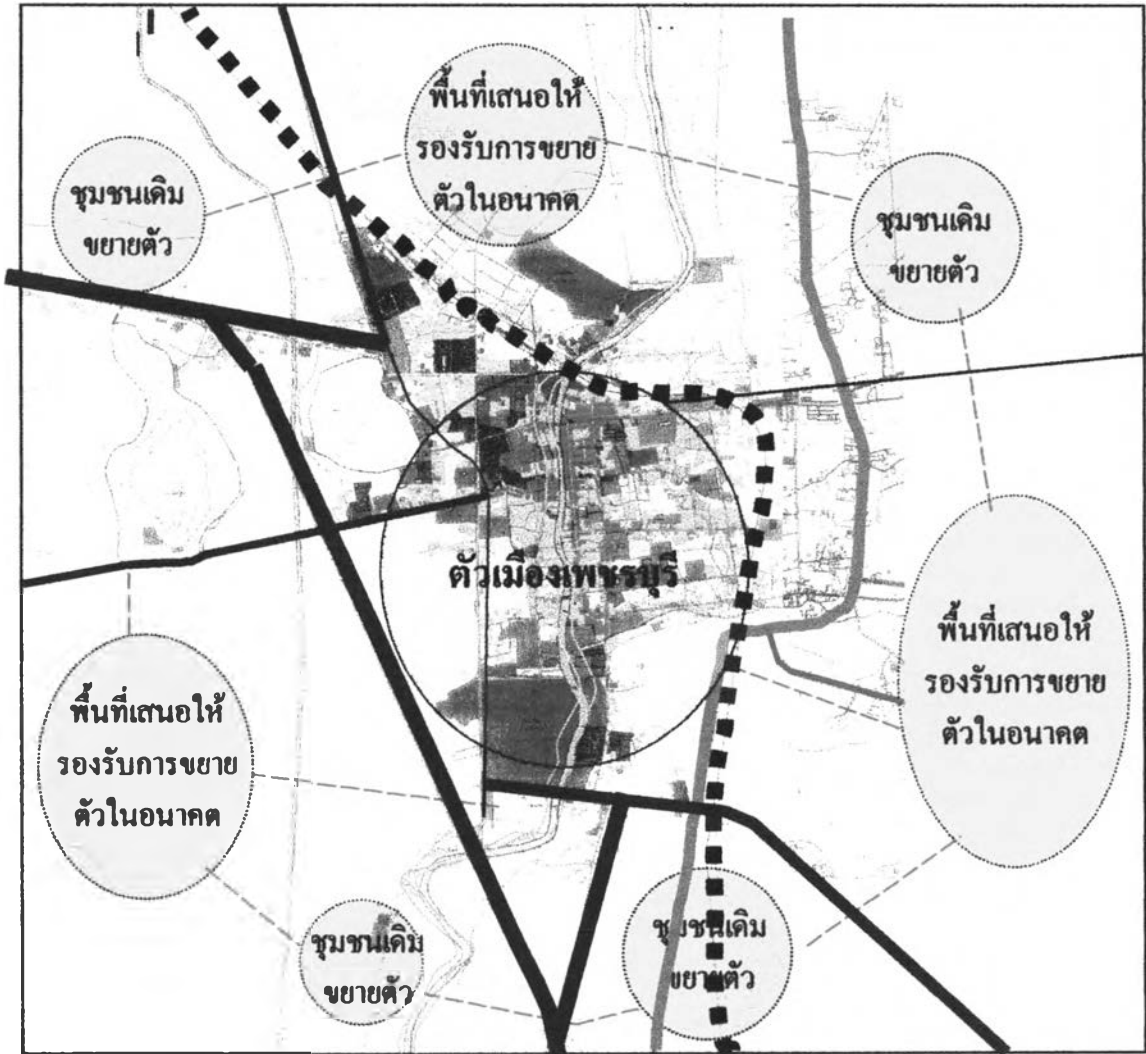 พื้นที่เสนอให้
รองรับการขยาย
ตัวในอนาคต
ชุมชนเดิม
ขยายตัว
ชุมชนเดิม
ขยายตัว
ตัวเมืองเพชรบุรี
พื้นที่เสนอให้
รองรับการขยาย
ตัวในอนาคต
พื้นที่เสนอให้
รองรับการขยาย
ตัวในอนาคต
ชุมชนเดิม
ขยายตัว
ชุมชนเดิม
ขยายตัว